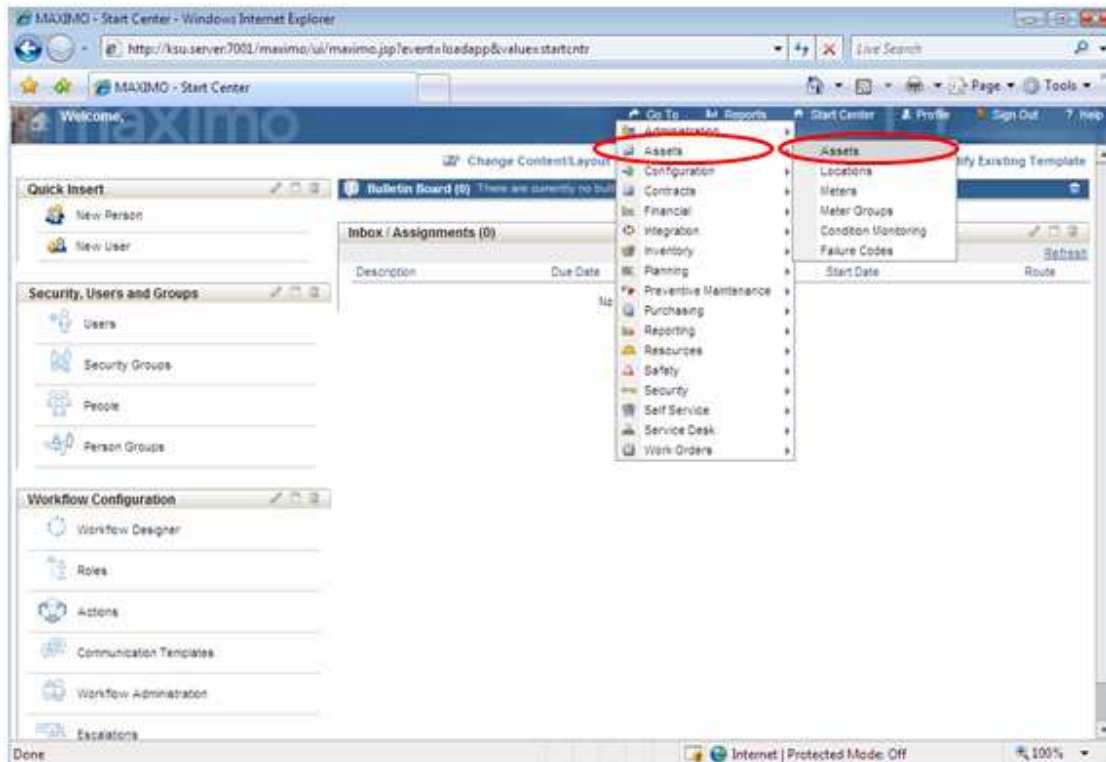 MAXIMO - Start Center - Windows Internet Explorer
http://ksu.server:7001/maximo/ui/maximo.jsp?event=loadapp&value=startcntr
Live Search
MAXIMO - Start Center
Page Tools
Welcome,
maximo
Go To Reports Start Center Profile Sign Out ? Help
Change Content/Layout
Existing Template
Quick Insert
New Person
New User
Security, Users and Groups
Users
Security Groups
People
Person Groups
Workflow Configuration
Workflow Designer
Roles
Actions
Communication Templates
Workflow Administration
Escalations
Bulletin Board (0) There are currently no
Inbox / Assignments (0)
Refresh
Description Due Date Start Date Route
No
Administration
Assets
Configuration
Contracts
Financial
Integration
Inventory
Planning
Preventive Maintenance
Purchasing
Reporting
Resources
Safety
Security
Self Service
Service Desk
Work Orders
Assets
Locations
Meters
Meter Groups
Condition Monitoring
Failure Codes
Done
Internet | Protected Mode: Off
100%